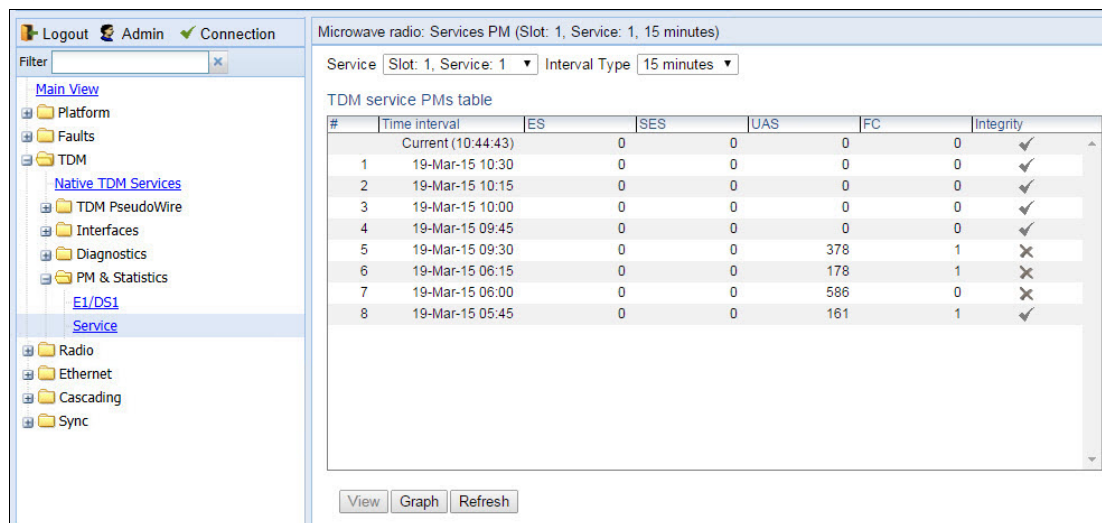 Logout Admin Connection
Filter
Main View
Platform
Faults
TDM
Native TDM Services
TDM PseudoWire
Interfaces
Diagnostics
PM & Statistics
E1/DS1
Service
Radio
Ethernet
Cascading
Sync
Microwave radio: Services PM (Slot: 1, Service: 1, 15 minutes)
Service Slot: 1, Service: 1 Interval Type 15 minutes
TDM service PMs table
# Time interval ES SES UAS FC Integrity
Current (10:44:43) 0 0 0 0
1 19-Mar-15 10:30 0 0 0 0
2 19-Mar-15 10:15 0 0 0 0
3 19-Mar-15 10:00 0 0 0 0
4 19-Mar-15 09:45 0 0 0 0
5 19-Mar-15 09:30 0 0 378 1
6 19-Mar-15 06:15 0 0 178 1
7 19-Mar-15 06:00 0 0 586 0
8 19-Mar-15 05:45 0 0 161 1
View Graph Refresh